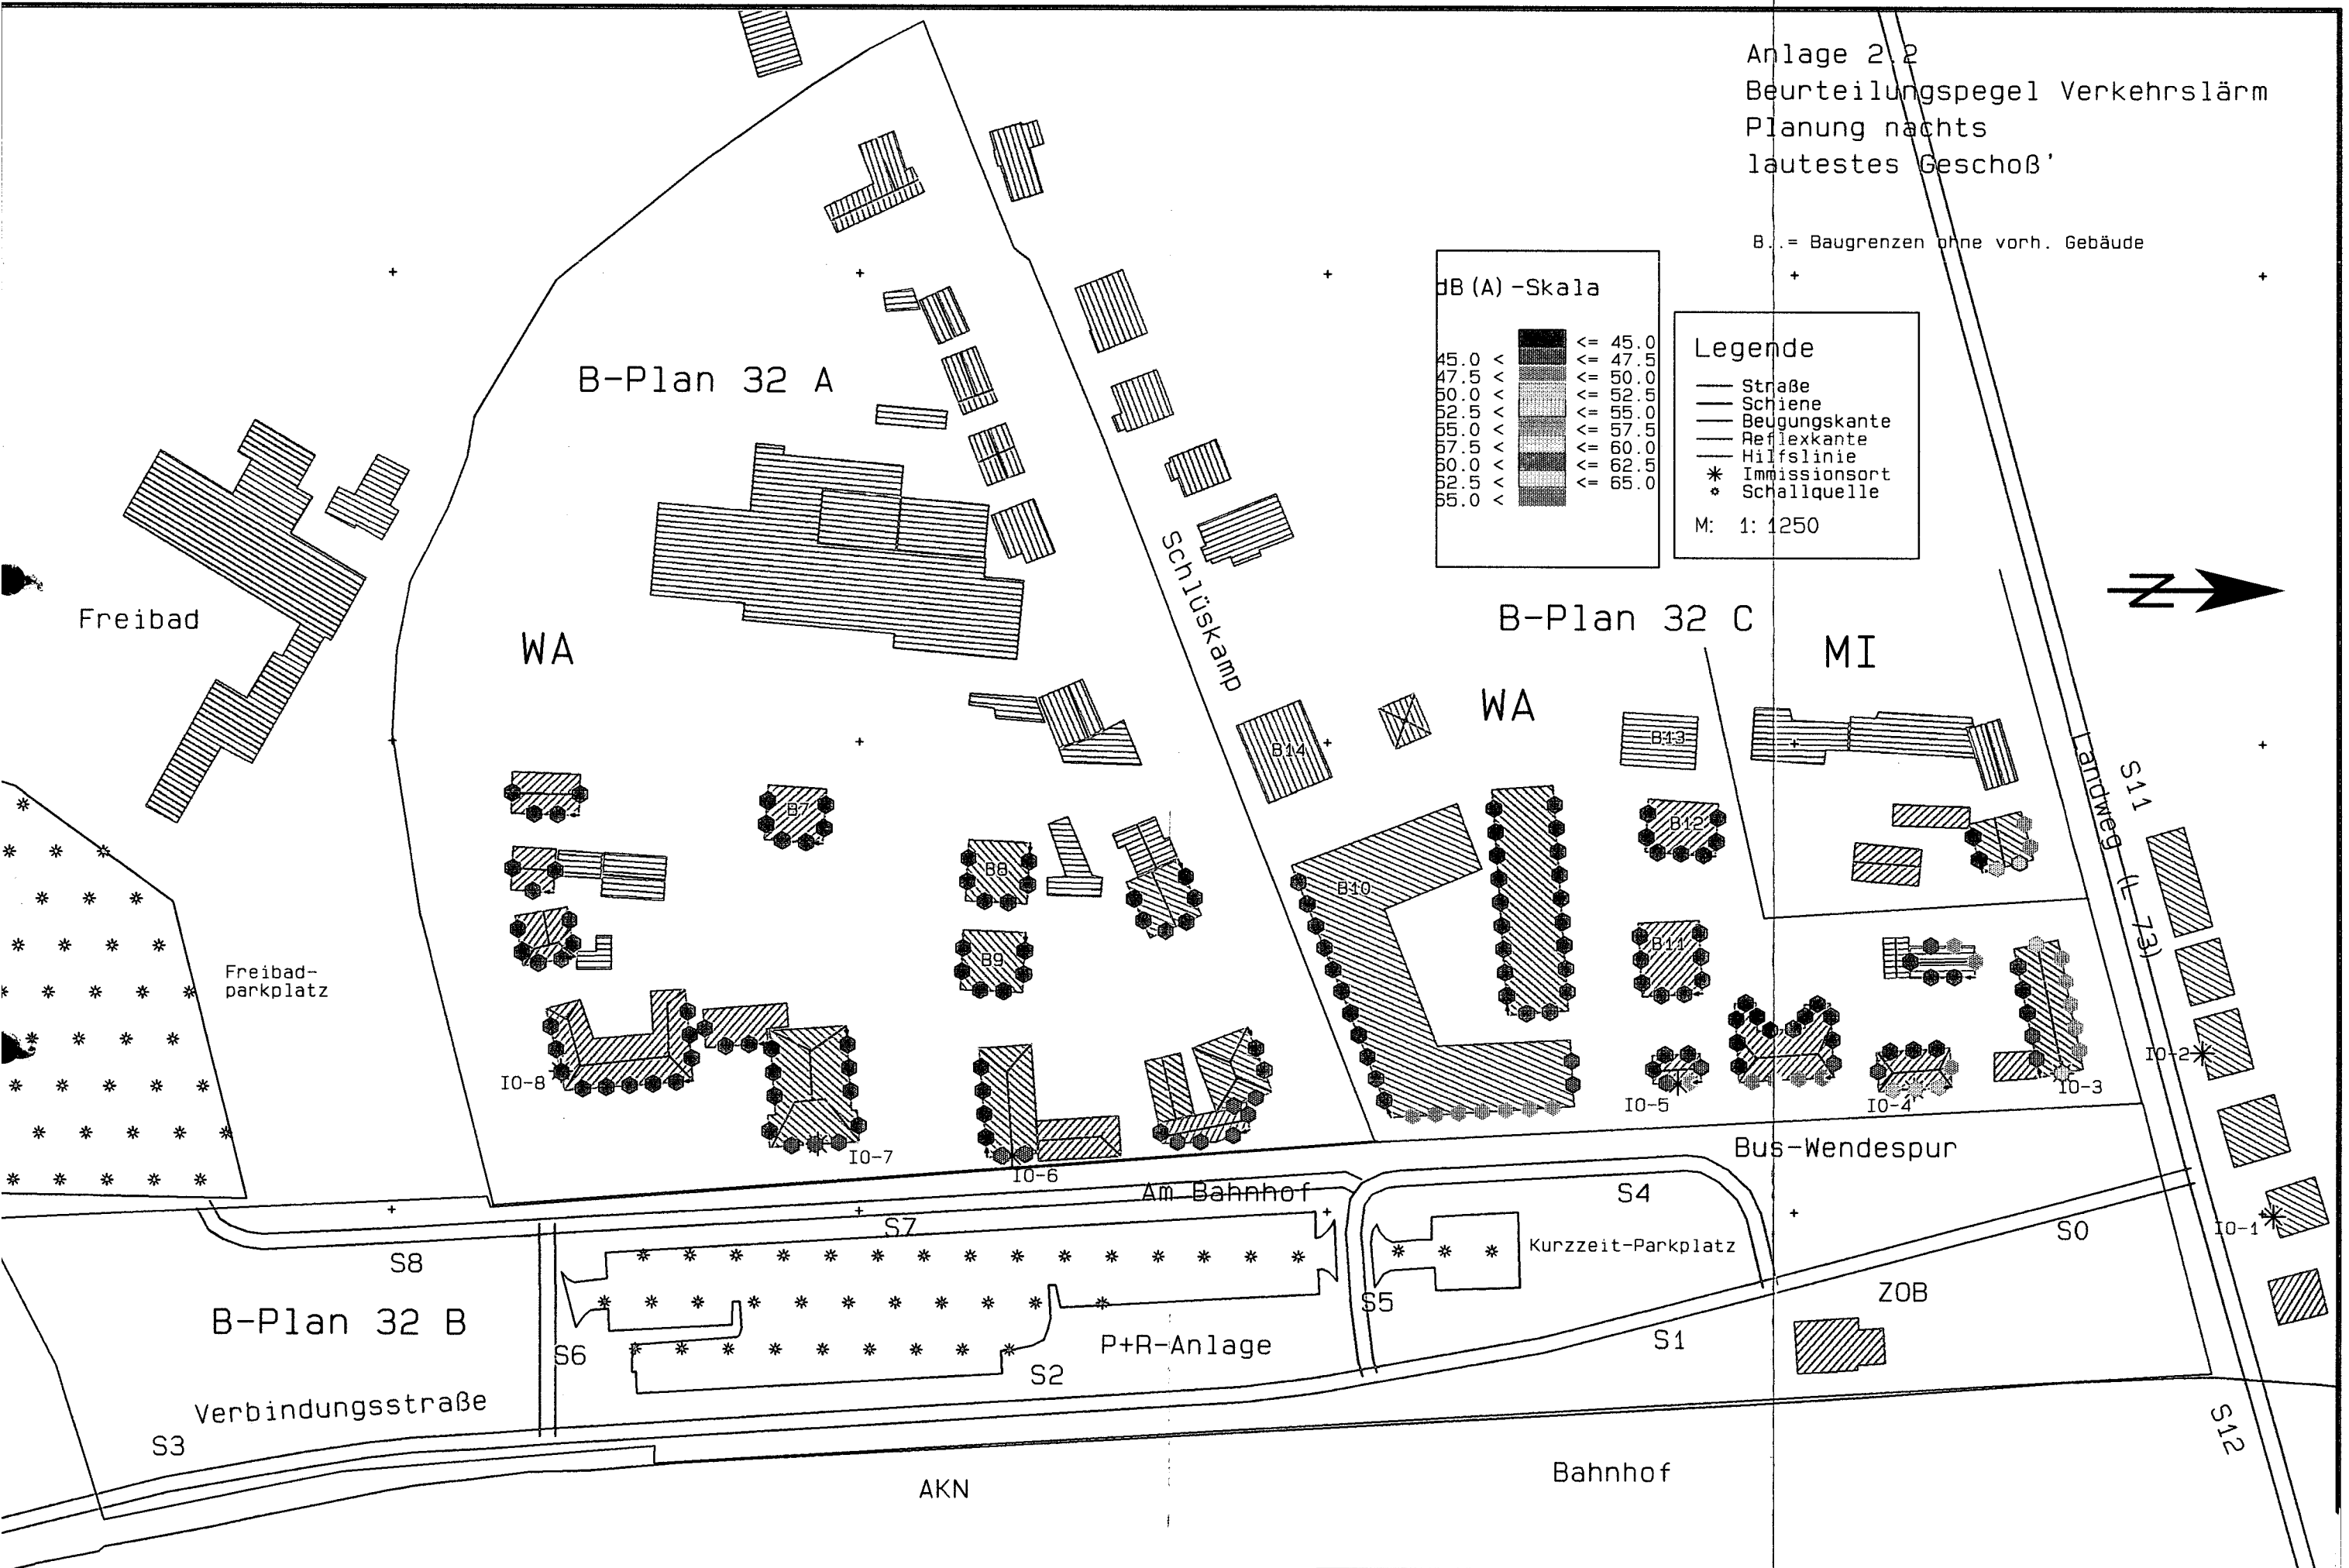 Anlage 2.2
Beurteilungspegel Verkehrslärm
Planung nachts
lautestes Geschoß'
B..= Baugrenzen ohne vorh. Gebäude
dB(A)-Skala
<= 45.0
45.0 < <= 47.5
47.5 < <= 50.0
50.0 < <= 52.5
52.5 < <= 55.0
55.0 < <= 57.5
57.5 < <= 60.0
60.0 < <= 62.5
62.5 < <= 65.0
65.0 <
Legende
Straße
Schiene
Beugungskante
Reflexkante
Hilfslinie
Immissionsort
Schallquelle
M: 1: 1250
B-Plan 32 A
Freibad
WA
Schlüskamp
B-Plan 32 C
MI
WA
Z
Landweg (L 73)
S11
B14
B13
B7
B12
B8
B10
B9
B11
Freibad-
parkplatz
IO-8
IO-7
IO-6
IO-5
IO-4
IO-3
IO-2
IO-1
Bus-Wendespur
Am Bahnhof
S4
S7
S0
S8
Kurzzeit-Parkplatz
S5
ZOB
B-Plan 32 B
S6
P+R-Anlage
S1
S2
Verbindungsstraße
S3
S12
AKN
Bahnhof